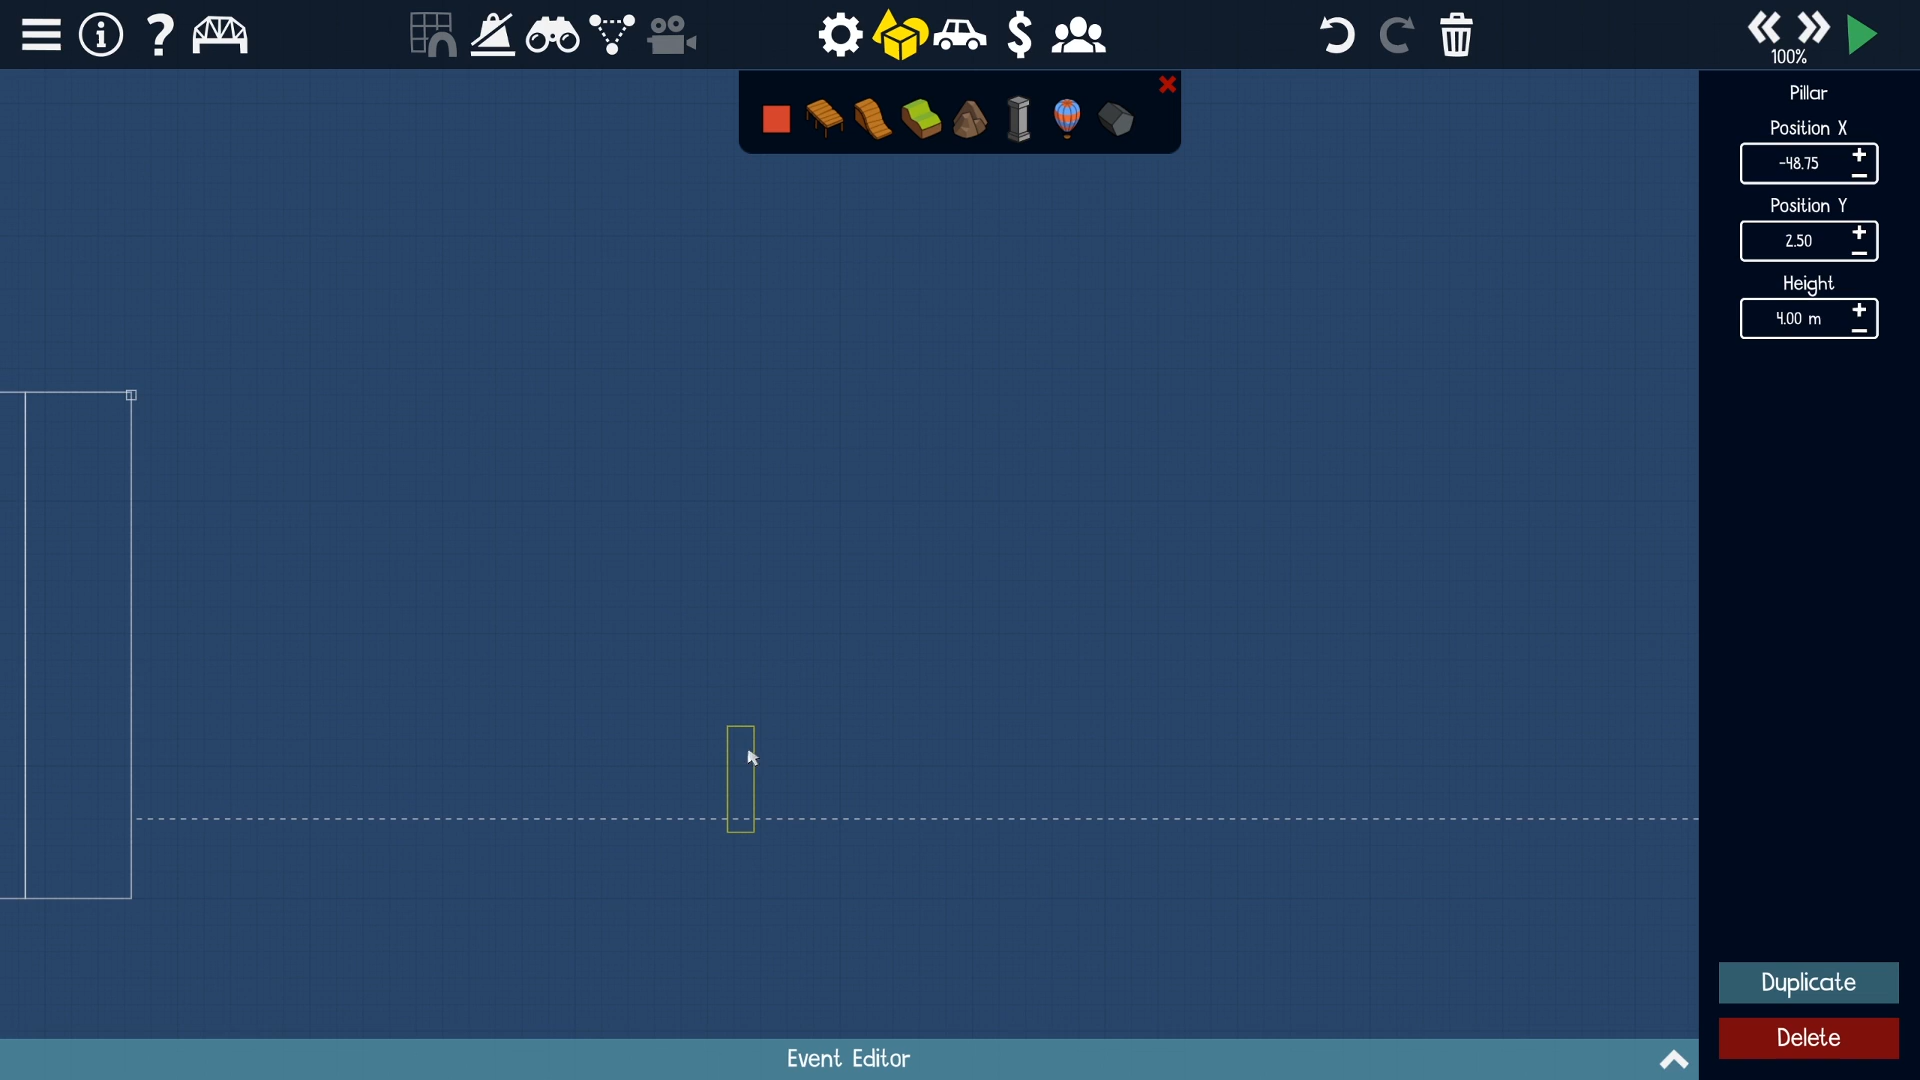 100%
Pillar
Position X
-48.75
Position Y
2.50
Height
4.00 m
Duplicate
Delete
Event Editor